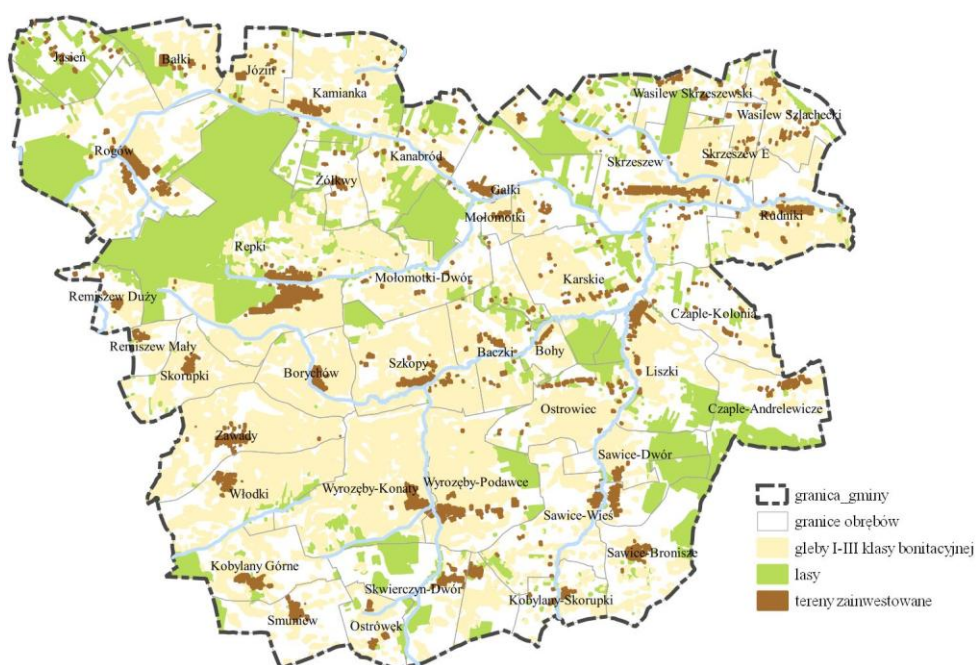 Jasień
Bałki
Józin
Kamianka
Wasilew Skrzeszewski
Wasilew Szlachecki
Rogów
Kanabród
Skrzeszew
Skrzeszew E
Żółkwy
Gałki
Mołomotki
Rudniki
Repki
Mołomotki-Dwór
Karskie
Remiszew Duży
Czaple-Kolonia
Remiszew Mały
Skorupki
Borychów
Szkopy
Baczki
Bohy
Liszki
Ostrowiec
Czaple-Andrelewicze
Zawady
Sawice-Dwór
Włodki
Wyrozęby-Konaty
Wyrozęby-Podawce
Sawice-Wieś
Sawice-Bronisze
Kobylany Górne
Skwierczyn-Dwór
Kobylany-Skorupki
Smuniew
Ostrówek
granica_gminy
granice obrębów
gleby I-III klasy bonitacyjnej
lasy
tereny zainwestowane